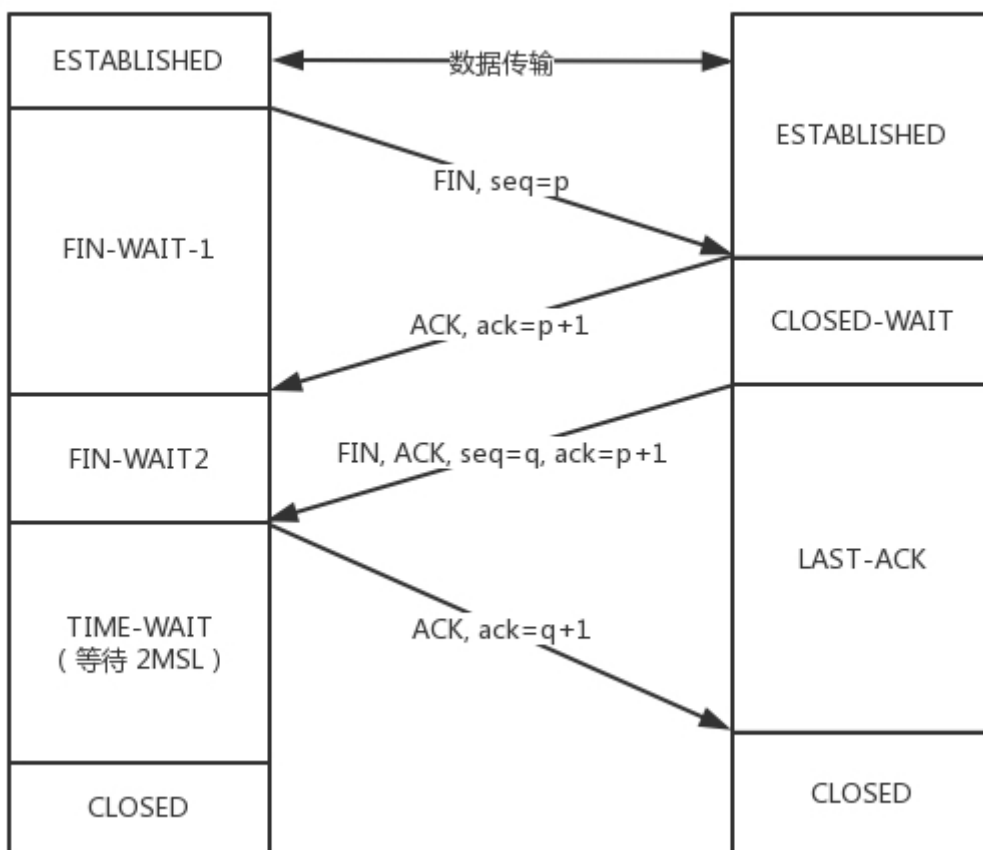 ESTABLISHED
数据传输
ESTABLISHED
FIN, seq=p
FIN-WAIT-1
ACK, ack=p+1
CLOSED-WAIT
FIN-WAIT2
FIN, ACK, seq=q, ack=p+1
LAST-ACK
TIME-WAIT
（等待 2MSL）
ACK, ack=q+1
CLOSED
CLOSED